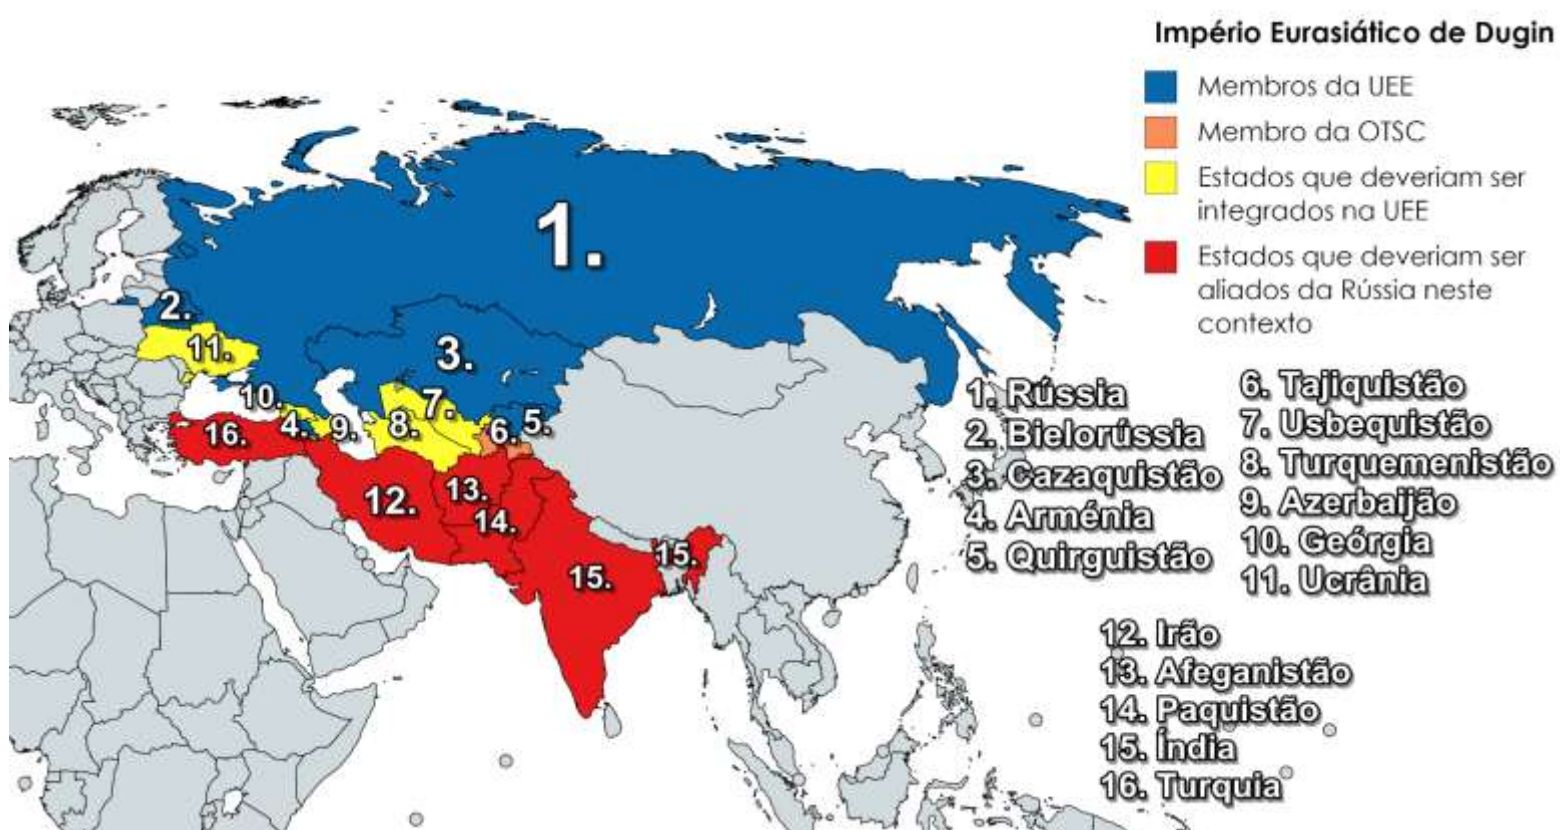 Império Eurasiático de Dugin
Membros da UEE
Membro da OTSC
Estados que deveriam ser
integrados na UEE
Estados que deveriam ser
aliados da Rússia neste
contexto
1.
2.
11.
3.
10.
4.
9.
16.
8.
7.
6.
5.
12.
13.
14.
15.
15.
1. Rússia
2. Bielorússia
3. Cazaquistão
4. Arménia
5. Quirguistão
6. Tajiquistão
7. Usbequistão
8. Turquemenistão
9. Azerbaijão
10. Geórgia
11. Ucrânia
12. Irão
13. Afeganistão
14. Paquistão
15. Índia
16. Turquia